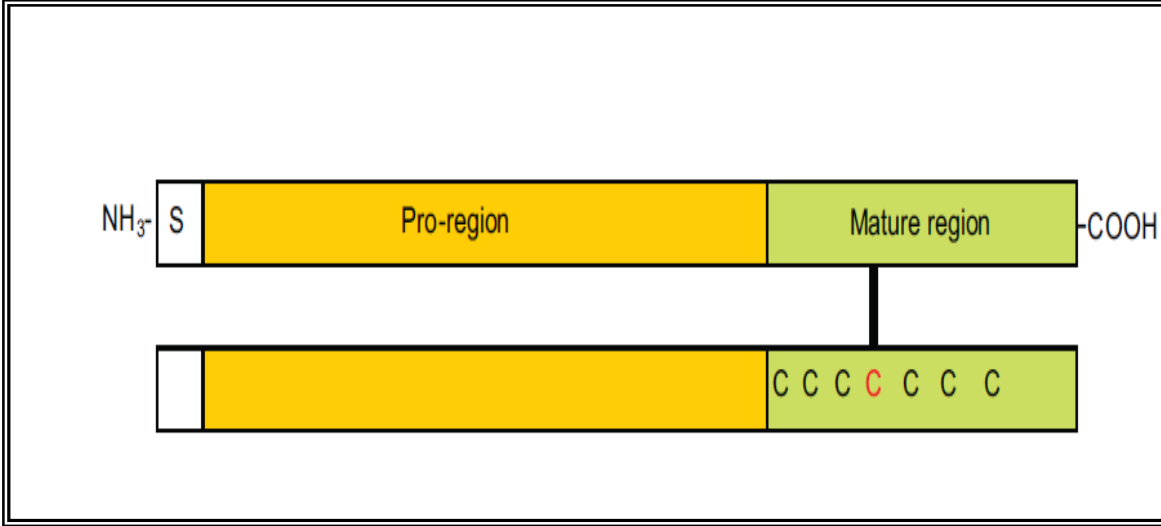 NH₃- S Pro-region Mature region -COOH
C C C C C C C